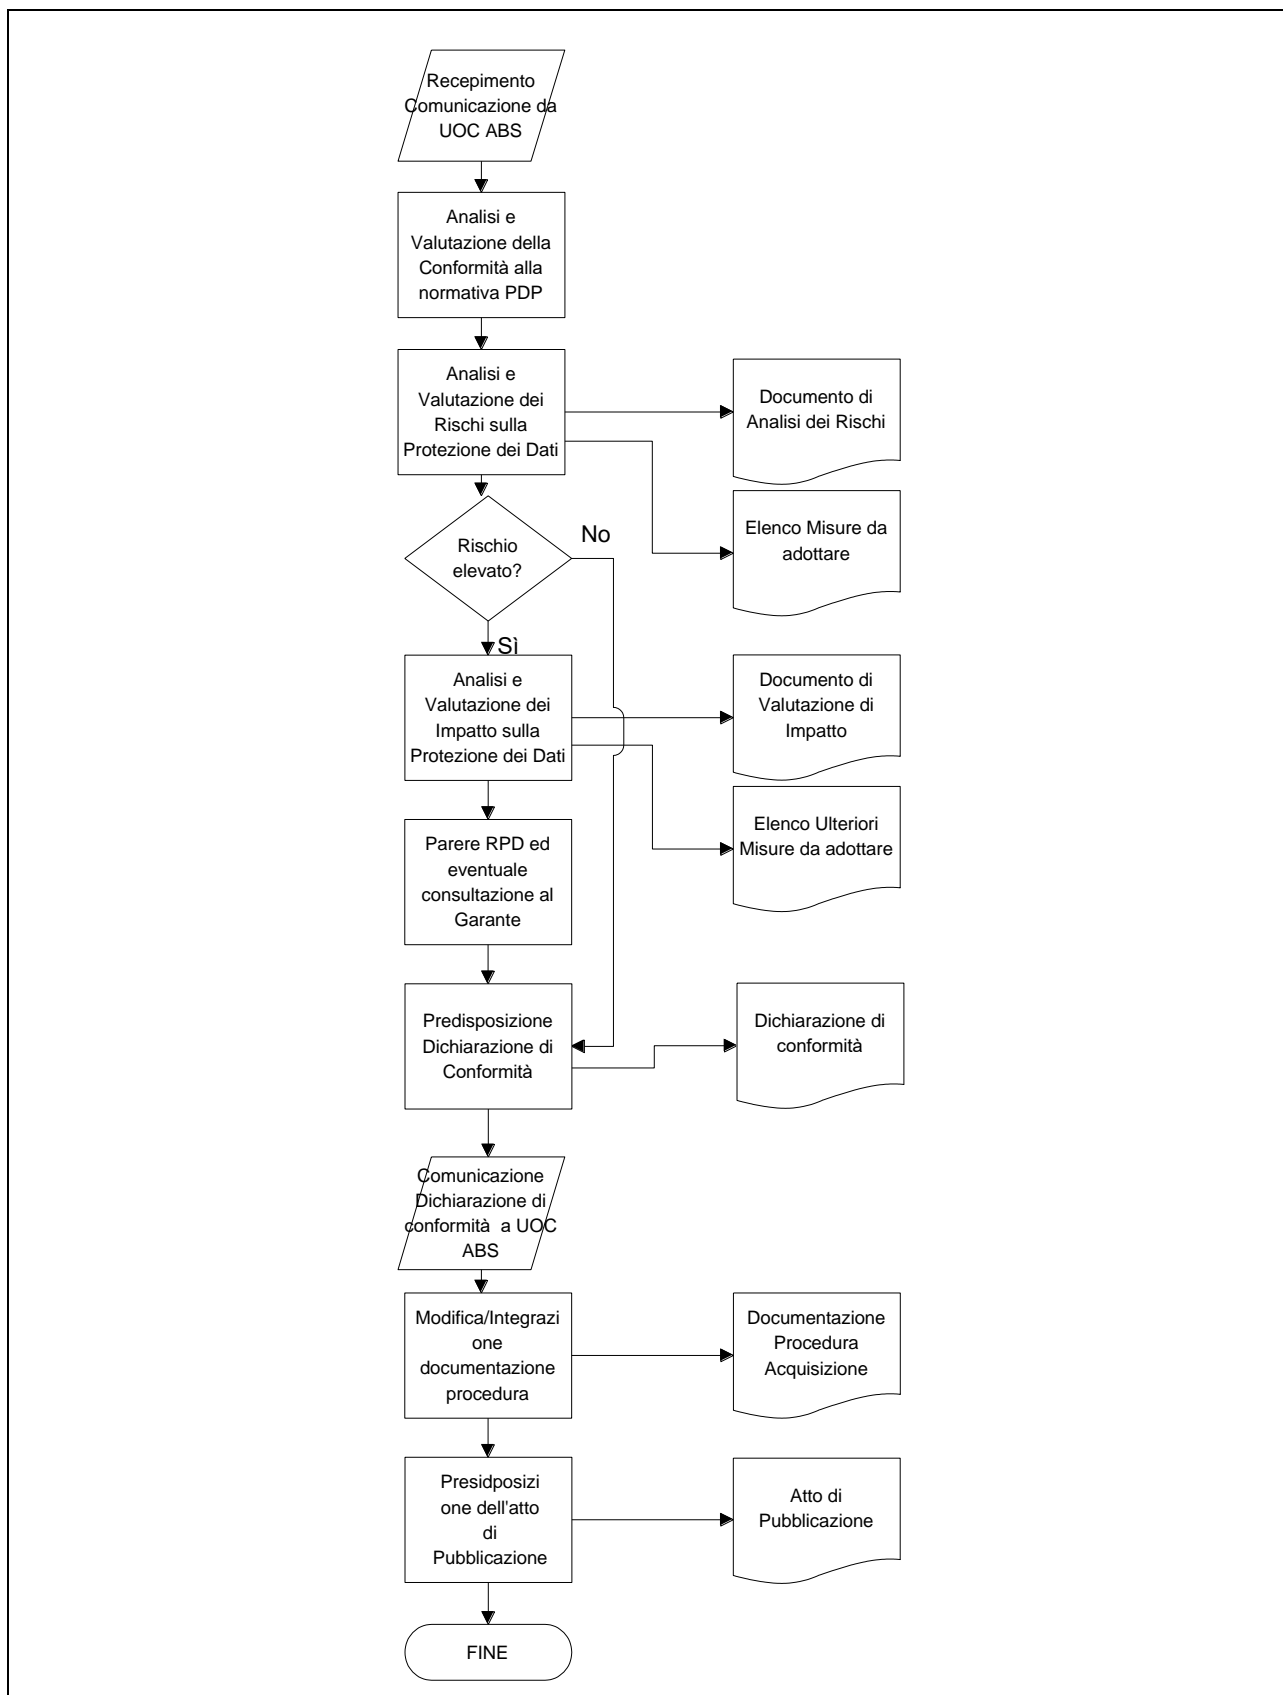 Recepimento
Comunicazione da
UOC ABS
Analisi e
Valutazione della
Conformità alla
normativa PDP
Analisi e
Valutazione dei
Rischi sulla
Protezione dei Dati
Documento di
Analisi dei Rischi
Elenco Misure da
adottare
Rischio
elevato?
No
Sì
Analisi e
Valutazione dei
Impatto sulla
Protezione dei Dati
Documento di
Valutazione di
Impatto
Elenco Ulteriori
Misure da adottare
Parere RPD ed
eventuale
consultazione al
Garante
Predisposizione
Dichiarazione di
Conformità
Dichiarazione di
conformità
Comunicazione
Dichiarazione di
conformità  a UOC
ABS
Modifica/Integrazi
one
documentazione
procedura
Documentazione
Procedura
Acquisizione
Presidposizi
one dell'atto
di
Pubblicazione
Atto di
Pubblicazione
FINE